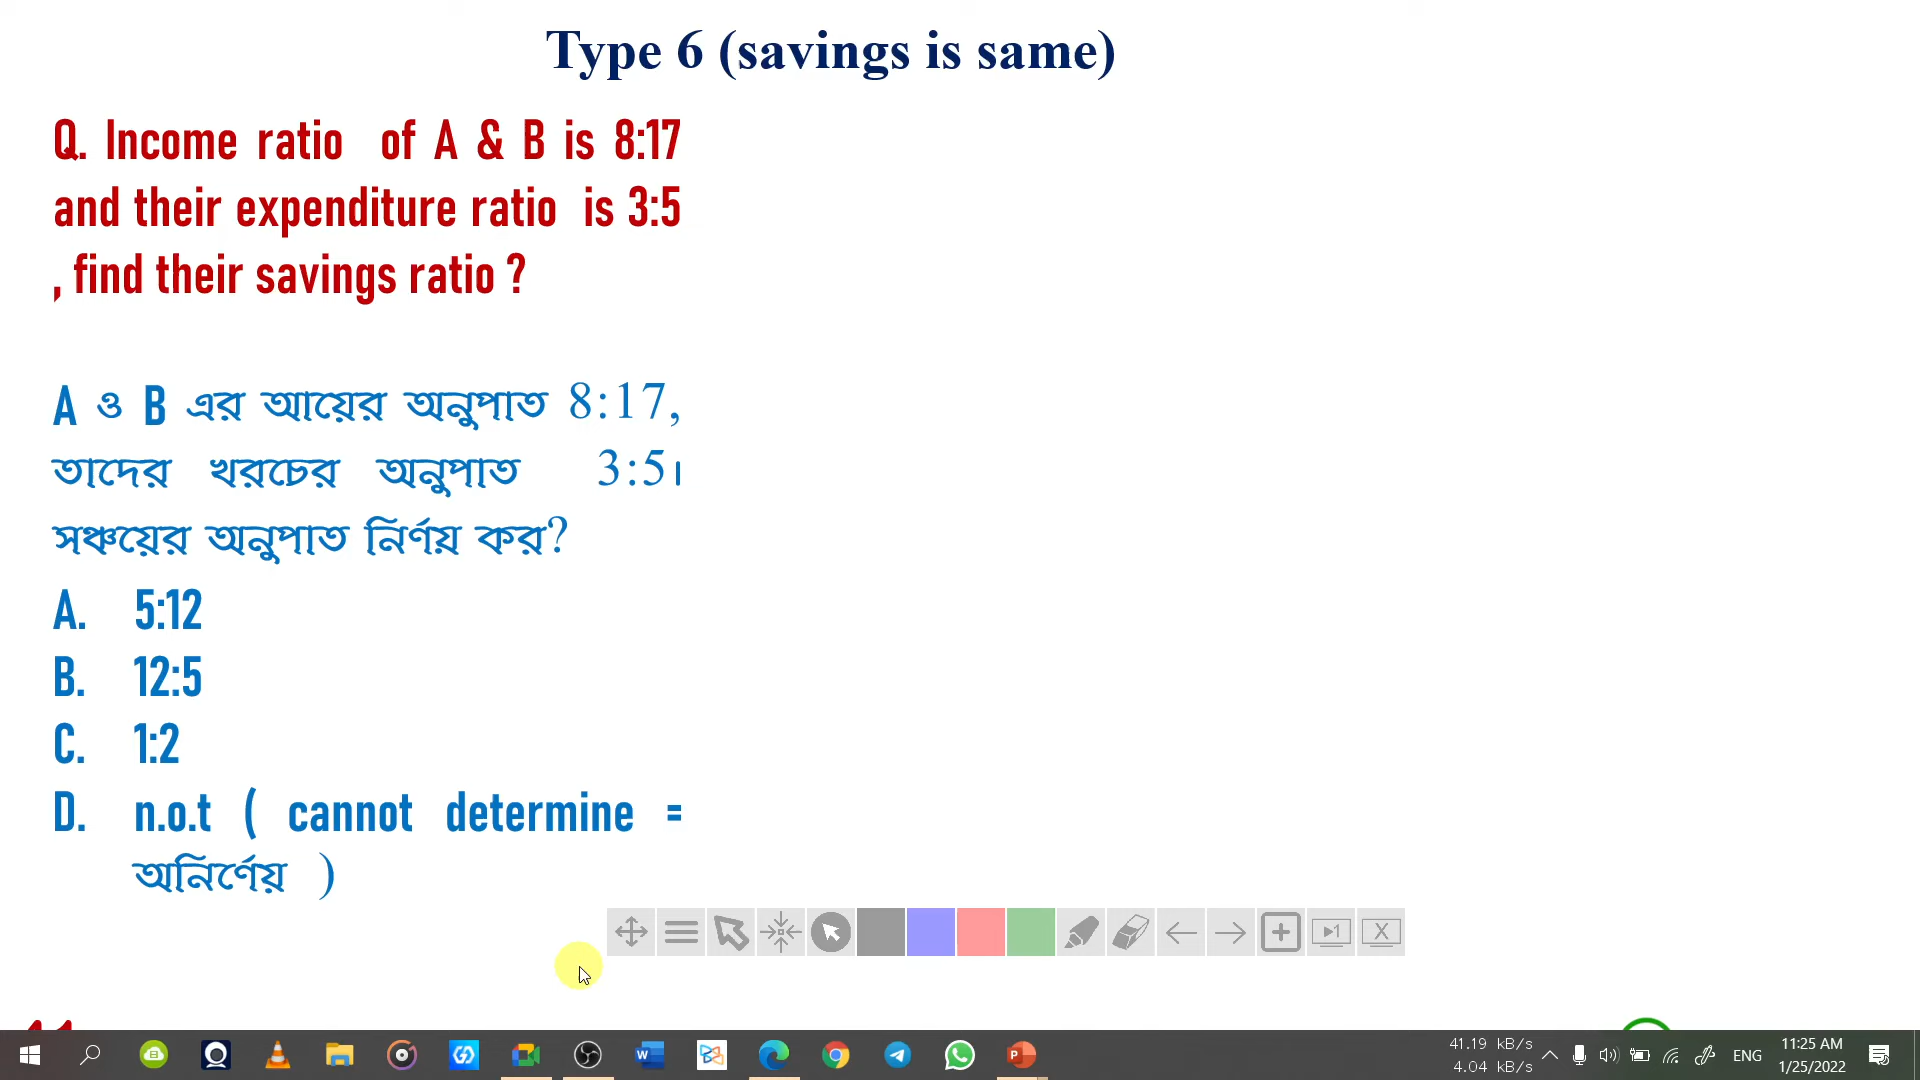 Type 6 (savings is same)
Q. Income ratio of A & B is 8:17
and their expenditure ratio is 3:5
, find their savings ratio ?
A ও B এর আয়ের অনুপাত 8:17,
তাদের খরচের অনুপাত 3:5।
সঞ্চয়ের অনুপাত নির্ণয় কর?
A. 5:12
B. 12:5
C. 1:2
D. n.o.t ( cannot determine =
অনির্ণেয় )
41.19 kB/s
4.04 kB/s
ENG
11:25 AM
1/25/2022